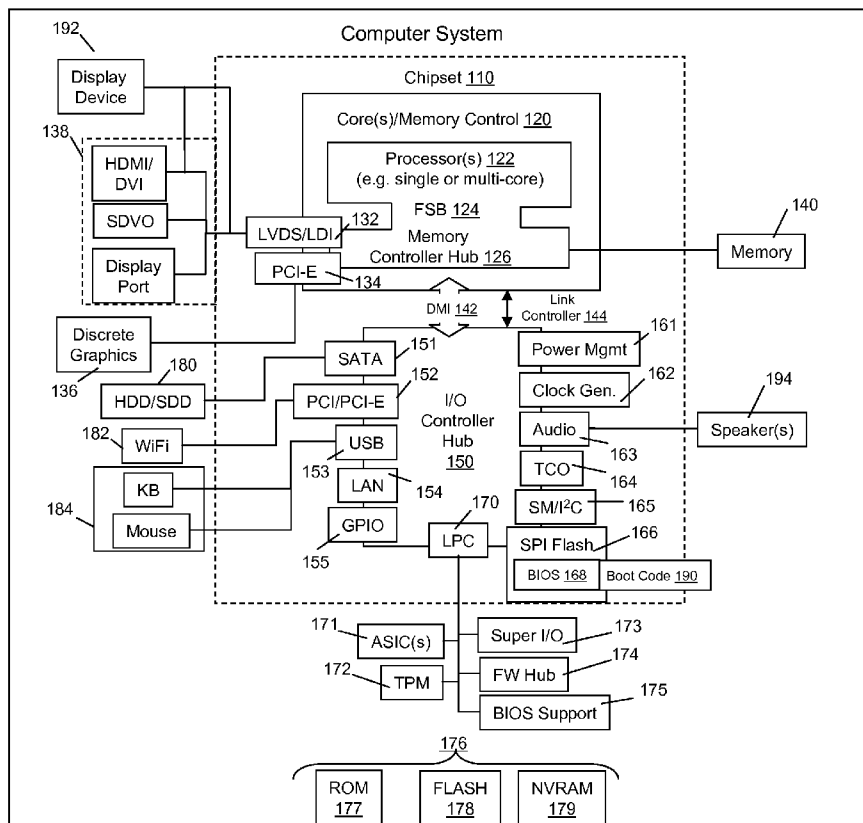 Computer System
192
Display
Device
138
HDMI/
DVI
SDVO
Display
Port
Chipset 110
Core(s)/Memory Control 120
Processor(s) 122
(e.g. single or multi-core)
FSB 124
Memory
Controller Hub 126
LVDS/LDI
132
PCI-E
134
140
Memory
DMI 142
Link
Controller 144
Discrete
Graphics
136
180
HDD/SDD
182
WiFi
184
KB
Mouse
SATA
151
PCI/PCI-E
152
USB
153
LAN
154
GPIO
155
I/O
Controller
Hub
150
161
Power Mgmt
162
Clock Gen.
Audio
163
194
Speaker(s)
TCO
164
SM/I²C
165
170
LPC
SPI Flash
166
BIOS 168
Boot Code 190
171
ASIC(s)
172
TPM
Super I/O
173
FW Hub
174
BIOS Support
175
176
ROM
177
FLASH
178
NVRAM
179